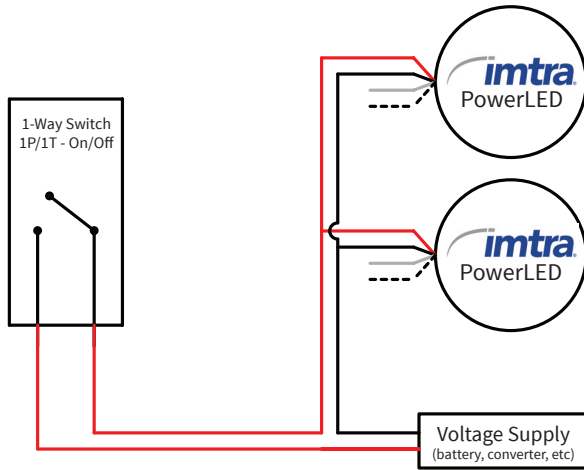 imtra
PowerLED
1-Way Switch
1P/1T - On/Off
imtra
PowerLED
Voltage Supply
(battery, converter, etc)